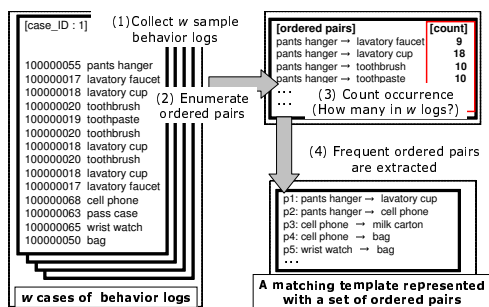 [case_ID : 1]
100000055 pants hanger
100000017 lavatory faucet
100000018 lavatory cup
100000020 toothbrush
100000019 toothpaste
100000020 toothbrush
100000018 lavatory cup
100000020 toothbrush
100000018 lavatory cup
100000017 lavatory faucet
100000068 cell phone
100000063 pass case
100000065 wrist watch
100000050 bag
w cases of behavior logs
(1)Collect w sample
behavior logs
(2) Enumerate
ordered pairs
[ordered pairs] [count]
pants hanger → lavatory faucet 9
pants hanger → lavatory cup 18
pants hanger → toothbrush 10
pants hanger → toothpaste 10
...
...
(3) Count occurrence
(How many in w logs?)
(4) Frequent ordered pairs
are extracted
p1: pants hanger → lavatory cup
p2: pants hanger → cell phone
p3: cell phone → milk carton
p4: cell phone → bag
p5: wrist watch → bag
...
A matching template represented
with a set of ordered pairs